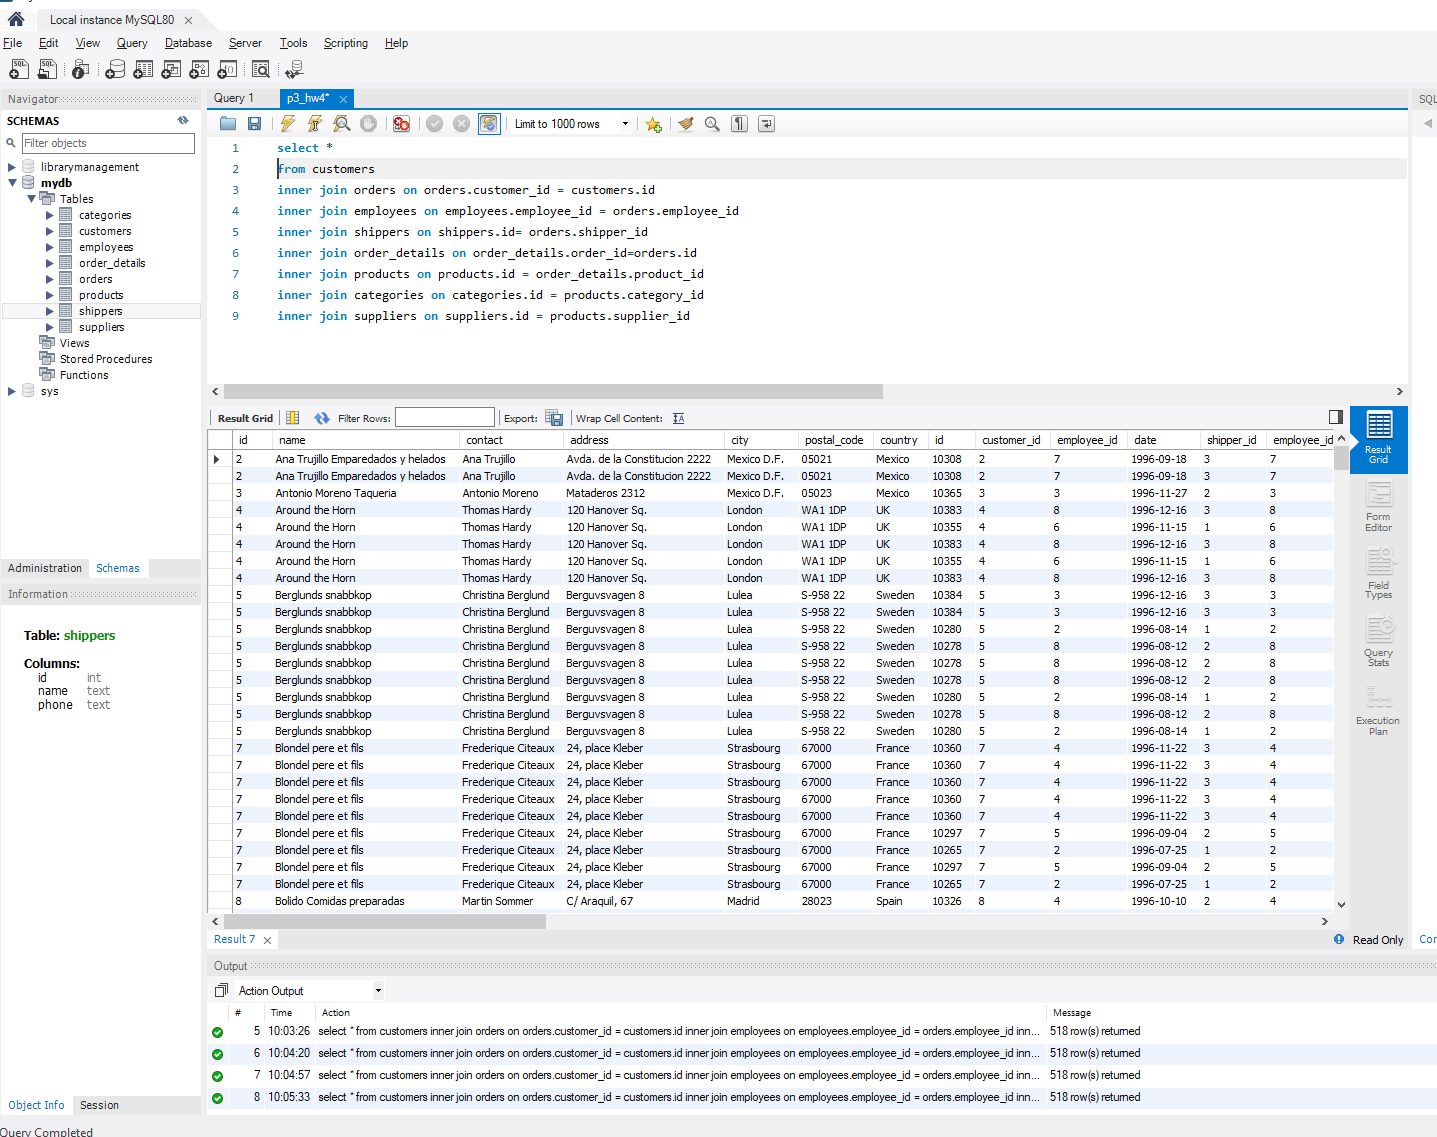 Local instance MySQL80
File Edit View Query Database Server Tools Scripting Help
Navigator
SCHEMAS
Filter objects
librarymanagement
mydb
Tables
categories
customers
employees
order_details
orders
products
shippers
suppliers
Views
Stored Procedures
Functions
sys
Administration Schemas
Information
Table: shippers
Columns:
id int
name text
phone text
Object Info Session
Query Completed
Query 1 p3_hw4*
Limit to 1000 rows
1 select *
2 from customers
3 inner join orders on orders.customer_id = customers.id
4 inner join employees on employees.employee_id = orders.employee_id
5 inner join shippers on shippers.id= orders.shipper_id
6 inner join order_details on order_details.order_id=orders.id
7 inner join products on products.id = order_details.product_id
8 inner join categories on categories.id = products.category_id
9 inner join suppliers on suppliers.id = products.supplier_id
Result Grid Filter Rows: Export: Wrap Cell Content:
id name contact address city postal_code country id customer_id employee_id date shipper_id employee_id
2 Ana Trujillo Emparedados y helados Ana Trujillo Avda. de la Constitucion 2222 Mexico D.F. 05021 Mexico 10308 2 7 1996-09-18 3 7
2 Ana Trujillo Emparedados y helados Ana Trujillo Avda. de la Constitucion 2222 Mexico D.F. 05021 Mexico 10308 2 7 1996-09-18 3 7
3 Antonio Moreno Taqueria Antonio Moreno Mataderos 2312 Mexico D.F. 05023 Mexico 10365 3 3 1996-11-27 2 3
4 Around the Horn Thomas Hardy 120 Hanover Sq. London WA1 1DP UK 10383 4 8 1996-12-16 3 8
4 Around the Horn Thomas Hardy 120 Hanover Sq. London WA1 1DP UK 10355 4 6 1996-11-15 1 6
4 Around the Horn Thomas Hardy 120 Hanover Sq. London WA1 1DP UK 10383 4 8 1996-12-16 3 8
4 Around the Horn Thomas Hardy 120 Hanover Sq. London WA1 1DP UK 10355 4 6 1996-11-15 1 6
4 Around the Horn Thomas Hardy 120 Hanover Sq. London WA1 1DP UK 10383 4 8 1996-12-16 3 8
5 Berglunds snabbkop Christina Berglund Berguvsvagen 8 Lulea S-958 22 Sweden 10384 5 3 1996-12-16 3 3
5 Berglunds snabbkop Christina Berglund Berguvsvagen 8 Lulea S-958 22 Sweden 10384 5 3 1996-12-16 3 3
5 Berglunds snabbkop Christina Berglund Berguvsvagen 8 Lulea S-958 22 Sweden 10280 5 2 1996-08-14 1 2
5 Berglunds snabbkop Christina Berglund Berguvsvagen 8 Lulea S-958 22 Sweden 10278 5 8 1996-08-12 2 8
5 Berglunds snabbkop Christina Berglund Berguvsvagen 8 Lulea S-958 22 Sweden 10278 5 8 1996-08-12 2 8
5 Berglunds snabbkop Christina Berglund Berguvsvagen 8 Lulea S-958 22 Sweden 10278 5 8 1996-08-12 2 8
5 Berglunds snabbkop Christina Berglund Berguvsvagen 8 Lulea S-958 22 Sweden 10280 5 2 1996-08-14 1 2
5 Berglunds snabbkop Christina Berglund Berguvsvagen 8 Lulea S-958 22 Sweden 10278 5 8 1996-08-12 2 8
5 Berglunds snabbkop Christina Berglund Berguvsvagen 8 Lulea S-958 22 Sweden 10280 5 2 1996-08-14 1 2
7 Blondel pere et fils Frederique Citeaux 24, place Kleber Strasbourg 67000 France 10360 7 4 1996-11-22 3 4
7 Blondel pere et fils Frederique Citeaux 24, place Kleber Strasbourg 67000 France 10360 7 4 1996-11-22 3 4
7 Blondel pere et fils Frederique Citeaux 24, place Kleber Strasbourg 67000 France 10360 7 4 1996-11-22 3 4
7 Blondel pere et fils Frederique Citeaux 24, place Kleber Strasbourg 67000 France 10360 7 4 1996-11-22 3 4
7 Blondel pere et fils Frederique Citeaux 24, place Kleber Strasbourg 67000 France 10360 7 4 1996-11-22 3 4
7 Blondel pere et fils Frederique Citeaux 24, place Kleber Strasbourg 67000 France 10297 7 5 1996-09-04 2 5
7 Blondel pere et fils Frederique Citeaux 24, place Kleber Strasbourg 67000 France 10265 7 2 1996-07-25 1 2
7 Blondel pere et fils Frederique Citeaux 24, place Kleber Strasbourg 67000 France 10297 7 5 1996-09-04 2 5
7 Blondel pere et fils Frederique Citeaux 24, place Kleber Strasbourg 67000 France 10265 7 2 1996-07-25 1 2
8 Bolido Comidas preparadas Martin Sommer C/ Araquil, 67 Madrid 28023 Spain 10326 8 4 1996-10-10 2 4
Result Grid
Form Editor
Field Types
Query Stats
Execution Plan
SQL
Result 7
Read Only
Con
Output
Action Output
# Time Action Message
5 10:03:26 select * from customers inner join orders on orders.customer_id = customers.id inner join employees on employees.employee_id = orders.employee_id inn... 518 row(s) returned
6 10:04:20 select * from customers inner join orders on orders.customer_id = customers.id inner join employees on employees.employee_id = orders.employee_id inn... 518 row(s) returned
7 10:04:57 select * from customers inner join orders on orders.customer_id = customers.id inner join employees on employees.employee_id = orders.employee_id inn... 518 row(s) returned
8 10:05:33 select * from customers inner join orders on orders.customer_id = customers.id inner join employees on employees.employee_id = orders.employee_id inn... 518 row(s) returned